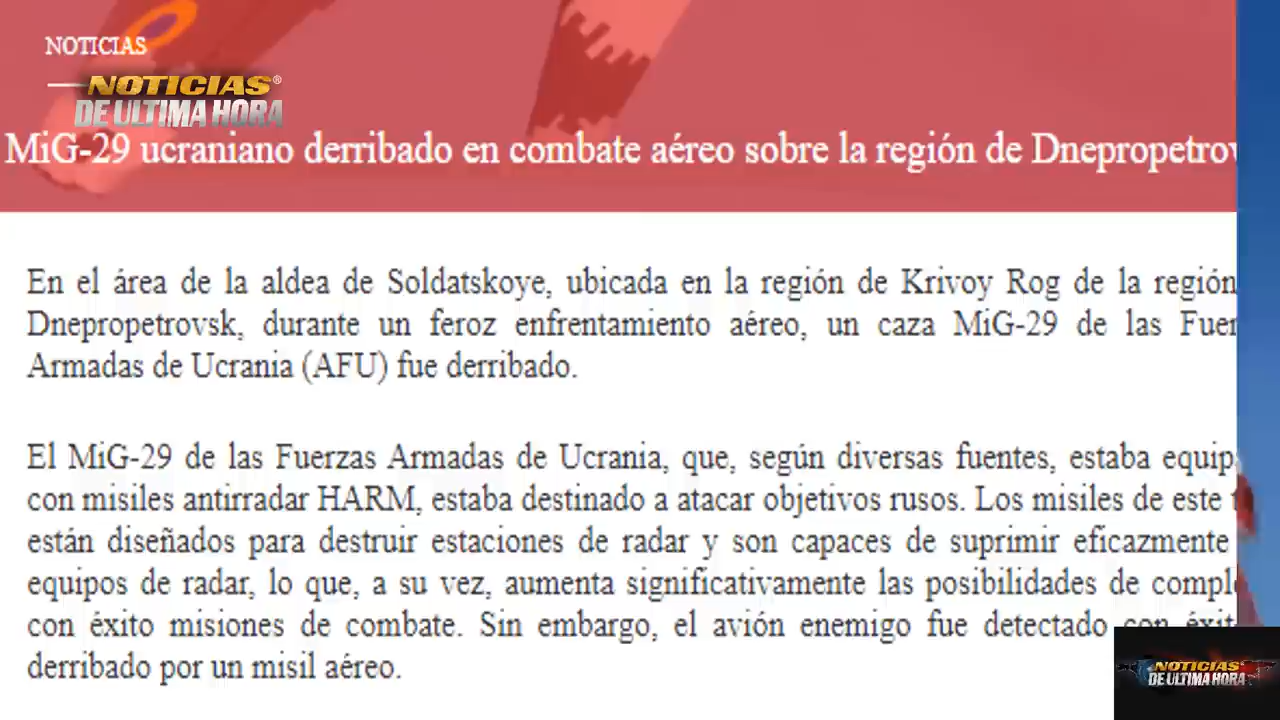 NOTICIAS
NOTICIAS®
DE ULTIMA HORA
MiG-29 ucraniano derribado en combate aéreo sobre la región de
En el área de la aldea de Soldatskoye, ubicada en la región de Krivoy Rog de la región
Dnepropetrovsk, durante un feroz enfrentamiento aéreo, un caza MiG-29 de las
Armadas de Ucrania (AFU) fue derribado.
El MiG-29 de las Fuerzas Armadas de Ucrania, que, según diversas fuentes, estaba
con misiles antirradar HARM, estaba destinado a atacar objetivos rusos. Los misiles de este
están diseñados para destruir estaciones de radar y son capaces de suprimir eficazmente
equipos de radar, lo que, a su vez, aumenta significativamente las posibilidades de
con éxito misiones de combate. Sin embargo, el avión enemigo fue detectado con
derribado por un misil aéreo.
NOTICIAS
DE ULTIMA HORA